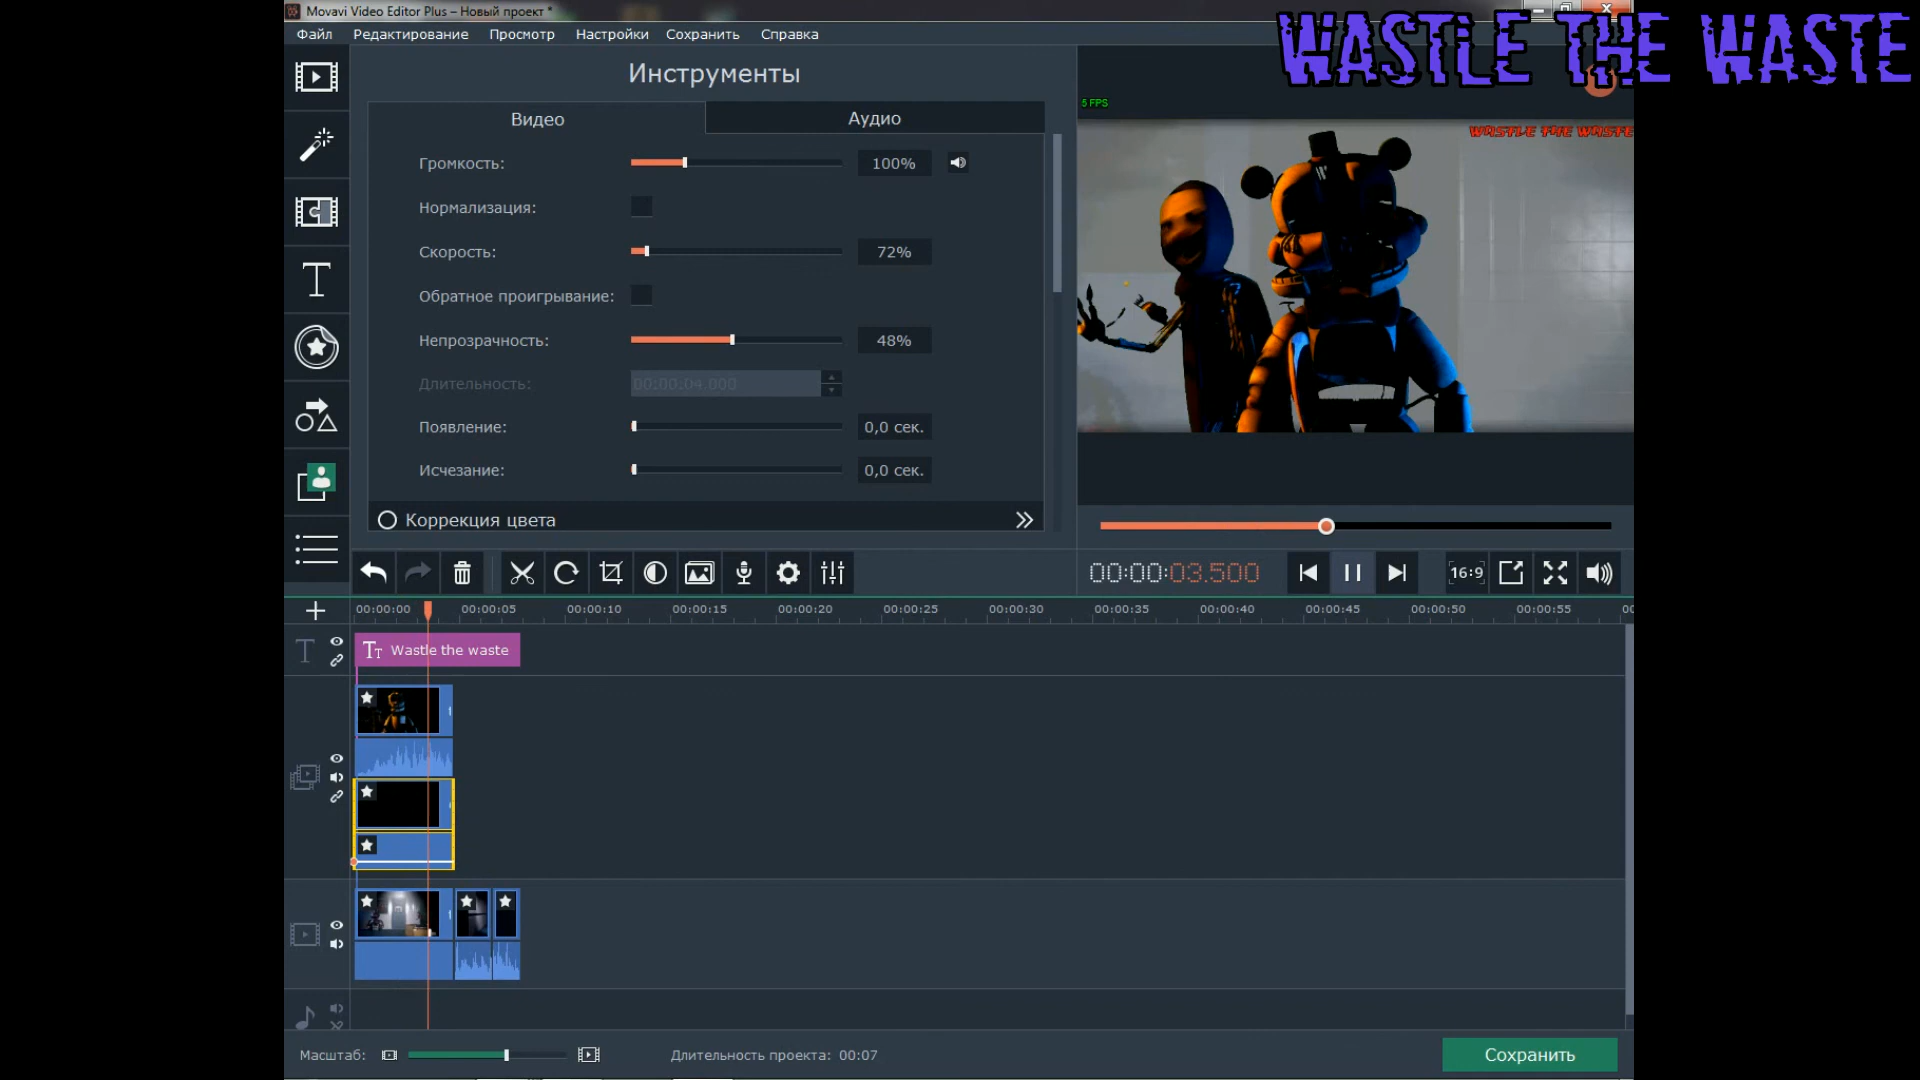 Movavi Video Editor Plus – Новый проект *
WASTLE THE WASTE
Файл Редактирование Просмотр Настройки Сохранить Справка
Инструменты
Видео Аудио
5 FPS
WASTLE THE WASTE
Громкость: 100%
Нормализация:
Скорость: 72%
Обратное проигрывание:
Непрозрачность: 48%
Длительность: 00:00:04.000
Появление: 0,0 сек.
Исчезание: 0,0 сек.
Коррекция цвета
00:00:03.500
16:9
00:00:00 00:00:05 00:00:10 00:00:15 00:00:20 00:00:25 00:00:30 00:00:35 00:00:40 00:00:45 00:00:50 00:00:55
Wastle the waste
Масштаб: Длительность проекта: 00:07
Сохранить